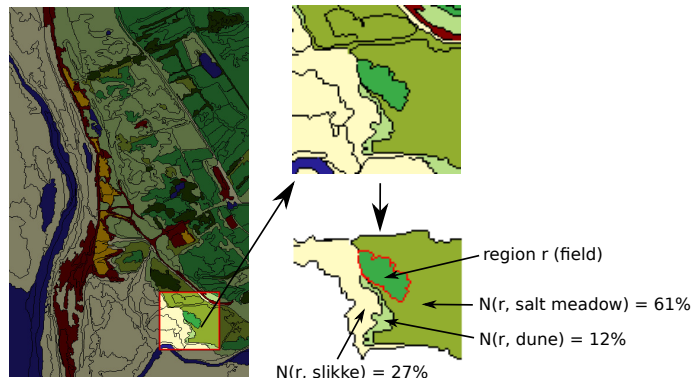 region r (field)
N(r, salt meadow) = 61%
N(r, dune) = 12%
N(r, slikke) = 27%